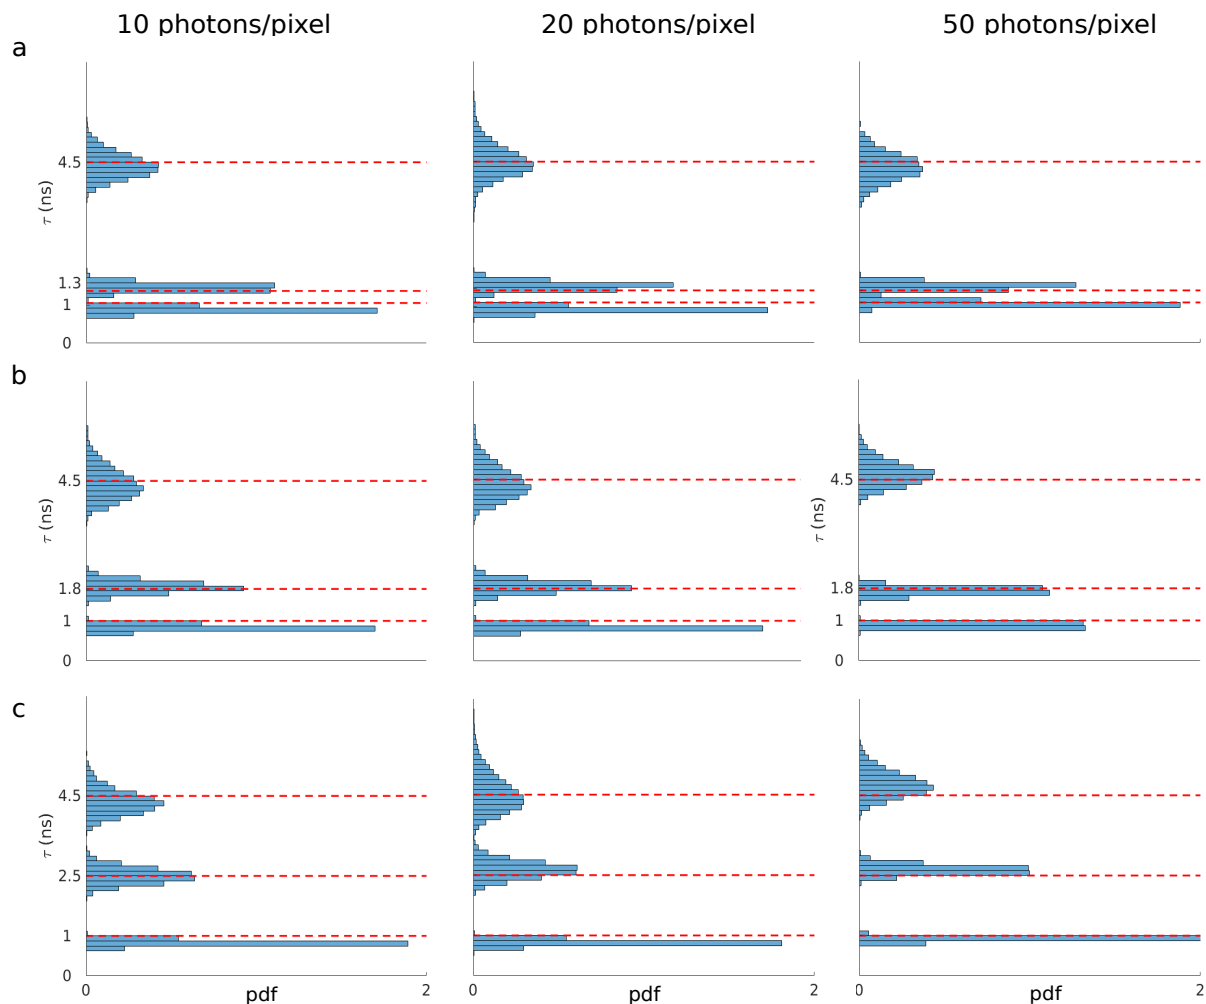 10 photons/pixel 20 photons/pixel 50 photons/pixel
a
4.5
τ (ns)
1.3
1
0
b
4.5 4.5
τ (ns) τ (ns)
1.8 1.8
1 1
0 0
c
4.5
τ (ns)
2.5
1
0
0 pdf 2 0 pdf 2 0 pdf 2